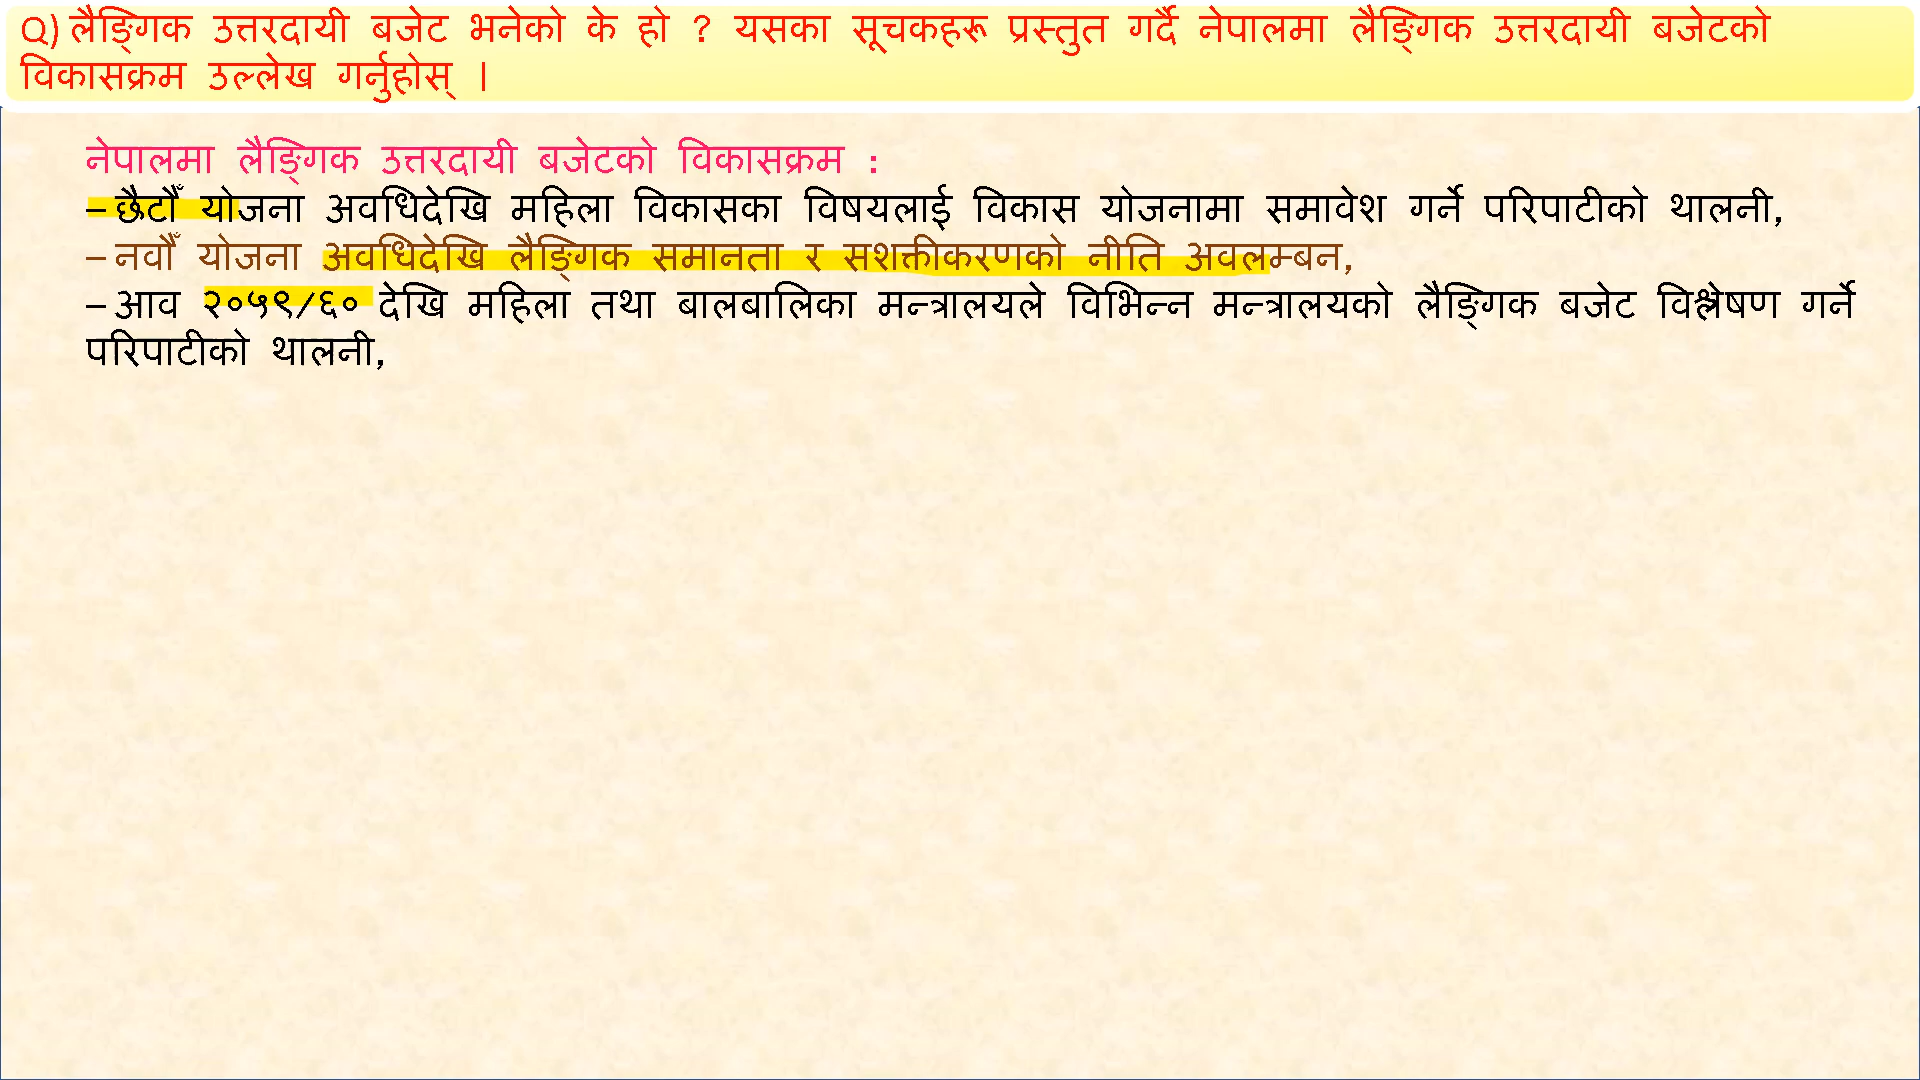 Q) लैङ्गिक उत्तरदायी बजेट भनेको के हो ? यसका सूचकहरू प्रस्तुत गर्दै नेपालमा लैङ्गिक उत्तरदायी बजेटको
विकासक्रम उल्लेख गर्नुहोस् ।
नेपालमा लैङ्गिक उत्तरदायी बजेटको विकासक्रम :
– छैटौँ योजना अवधिदेखि महिला विकासका विषयलाई विकास योजनामा समावेश गर्ने परिपाटीको थालनी,
– नवौँ योजना अवधिदेखि लैङ्गिक समानता र सशक्तीकरणको नीति अवलम्बन,
– आव २०५९/६० देखि महिला तथा बालबालिका मन्त्रालयले विभिन्न मन्त्रालयको लैङ्गिक बजेट विश्लेषण गर्ने
परिपाटीको थालनी,